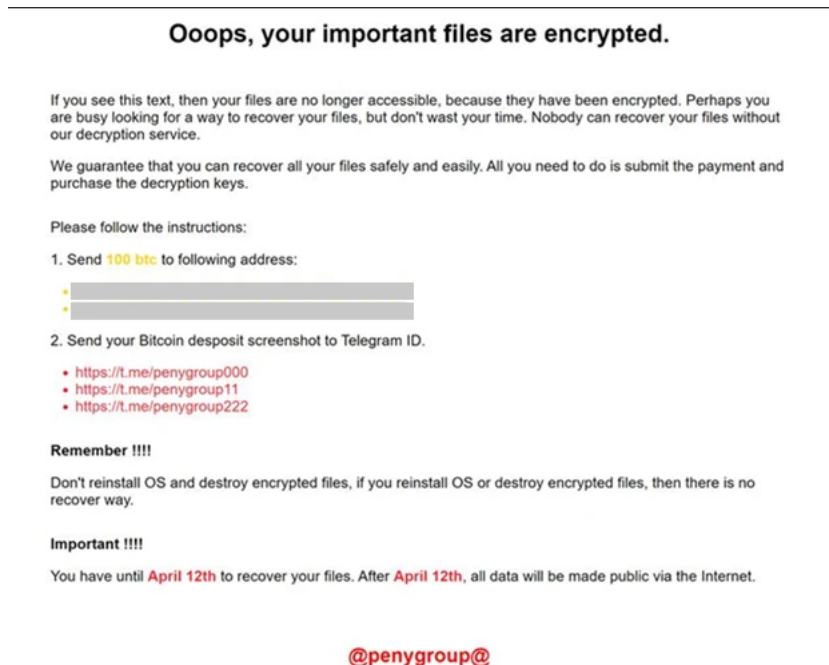 Ooops, your important files are encrypted.
If you see this text, then your files are no longer accessible, because they have been encrypted. Perhaps you
are busy looking for a way to recover your files, but don't wast your time. Nobody can recover your files without
our decryption service.
We guarantee that you can recover all your files safely and easily. All you need to do is submit the payment and
purchase the decryption keys.
Please follow the instructions:
1. Send 100 btc to following address:
2. Send your Bitcoin desposit screenshot to Telegram ID.
• https://t.me/penygroup000
• https://t.me/penygroup11
• https://t.me/penygroup222
Remember !!!!
Don't reinstall OS and destroy encrypted files, if you reinstall OS or destroy encrypted files, then there is no
recover way.
Important !!!!
You have until April 12th to recover your files. After April 12th, all data will be made public via the Internet.
@penygroup@